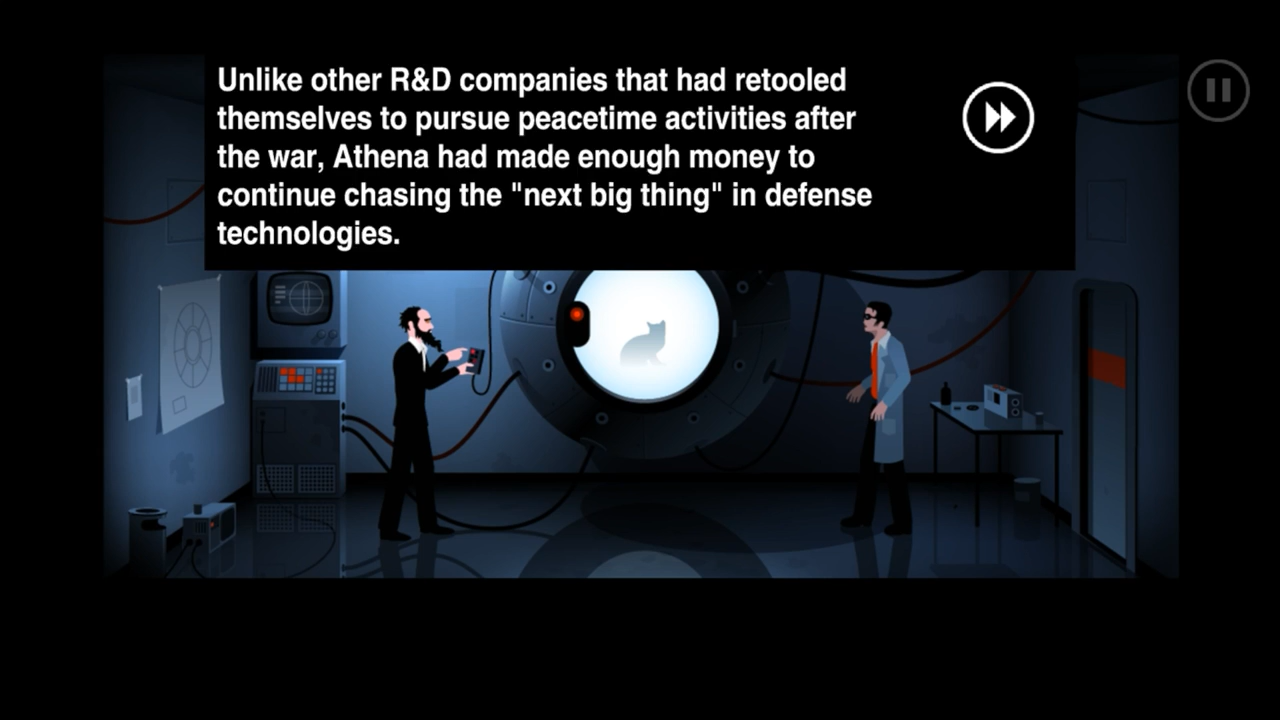 Unlike other R&D companies that had retooled
themselves to pursue peacetime activities after
the war, Athena had made enough money to
continue chasing the "next big thing" in defense
technologies.